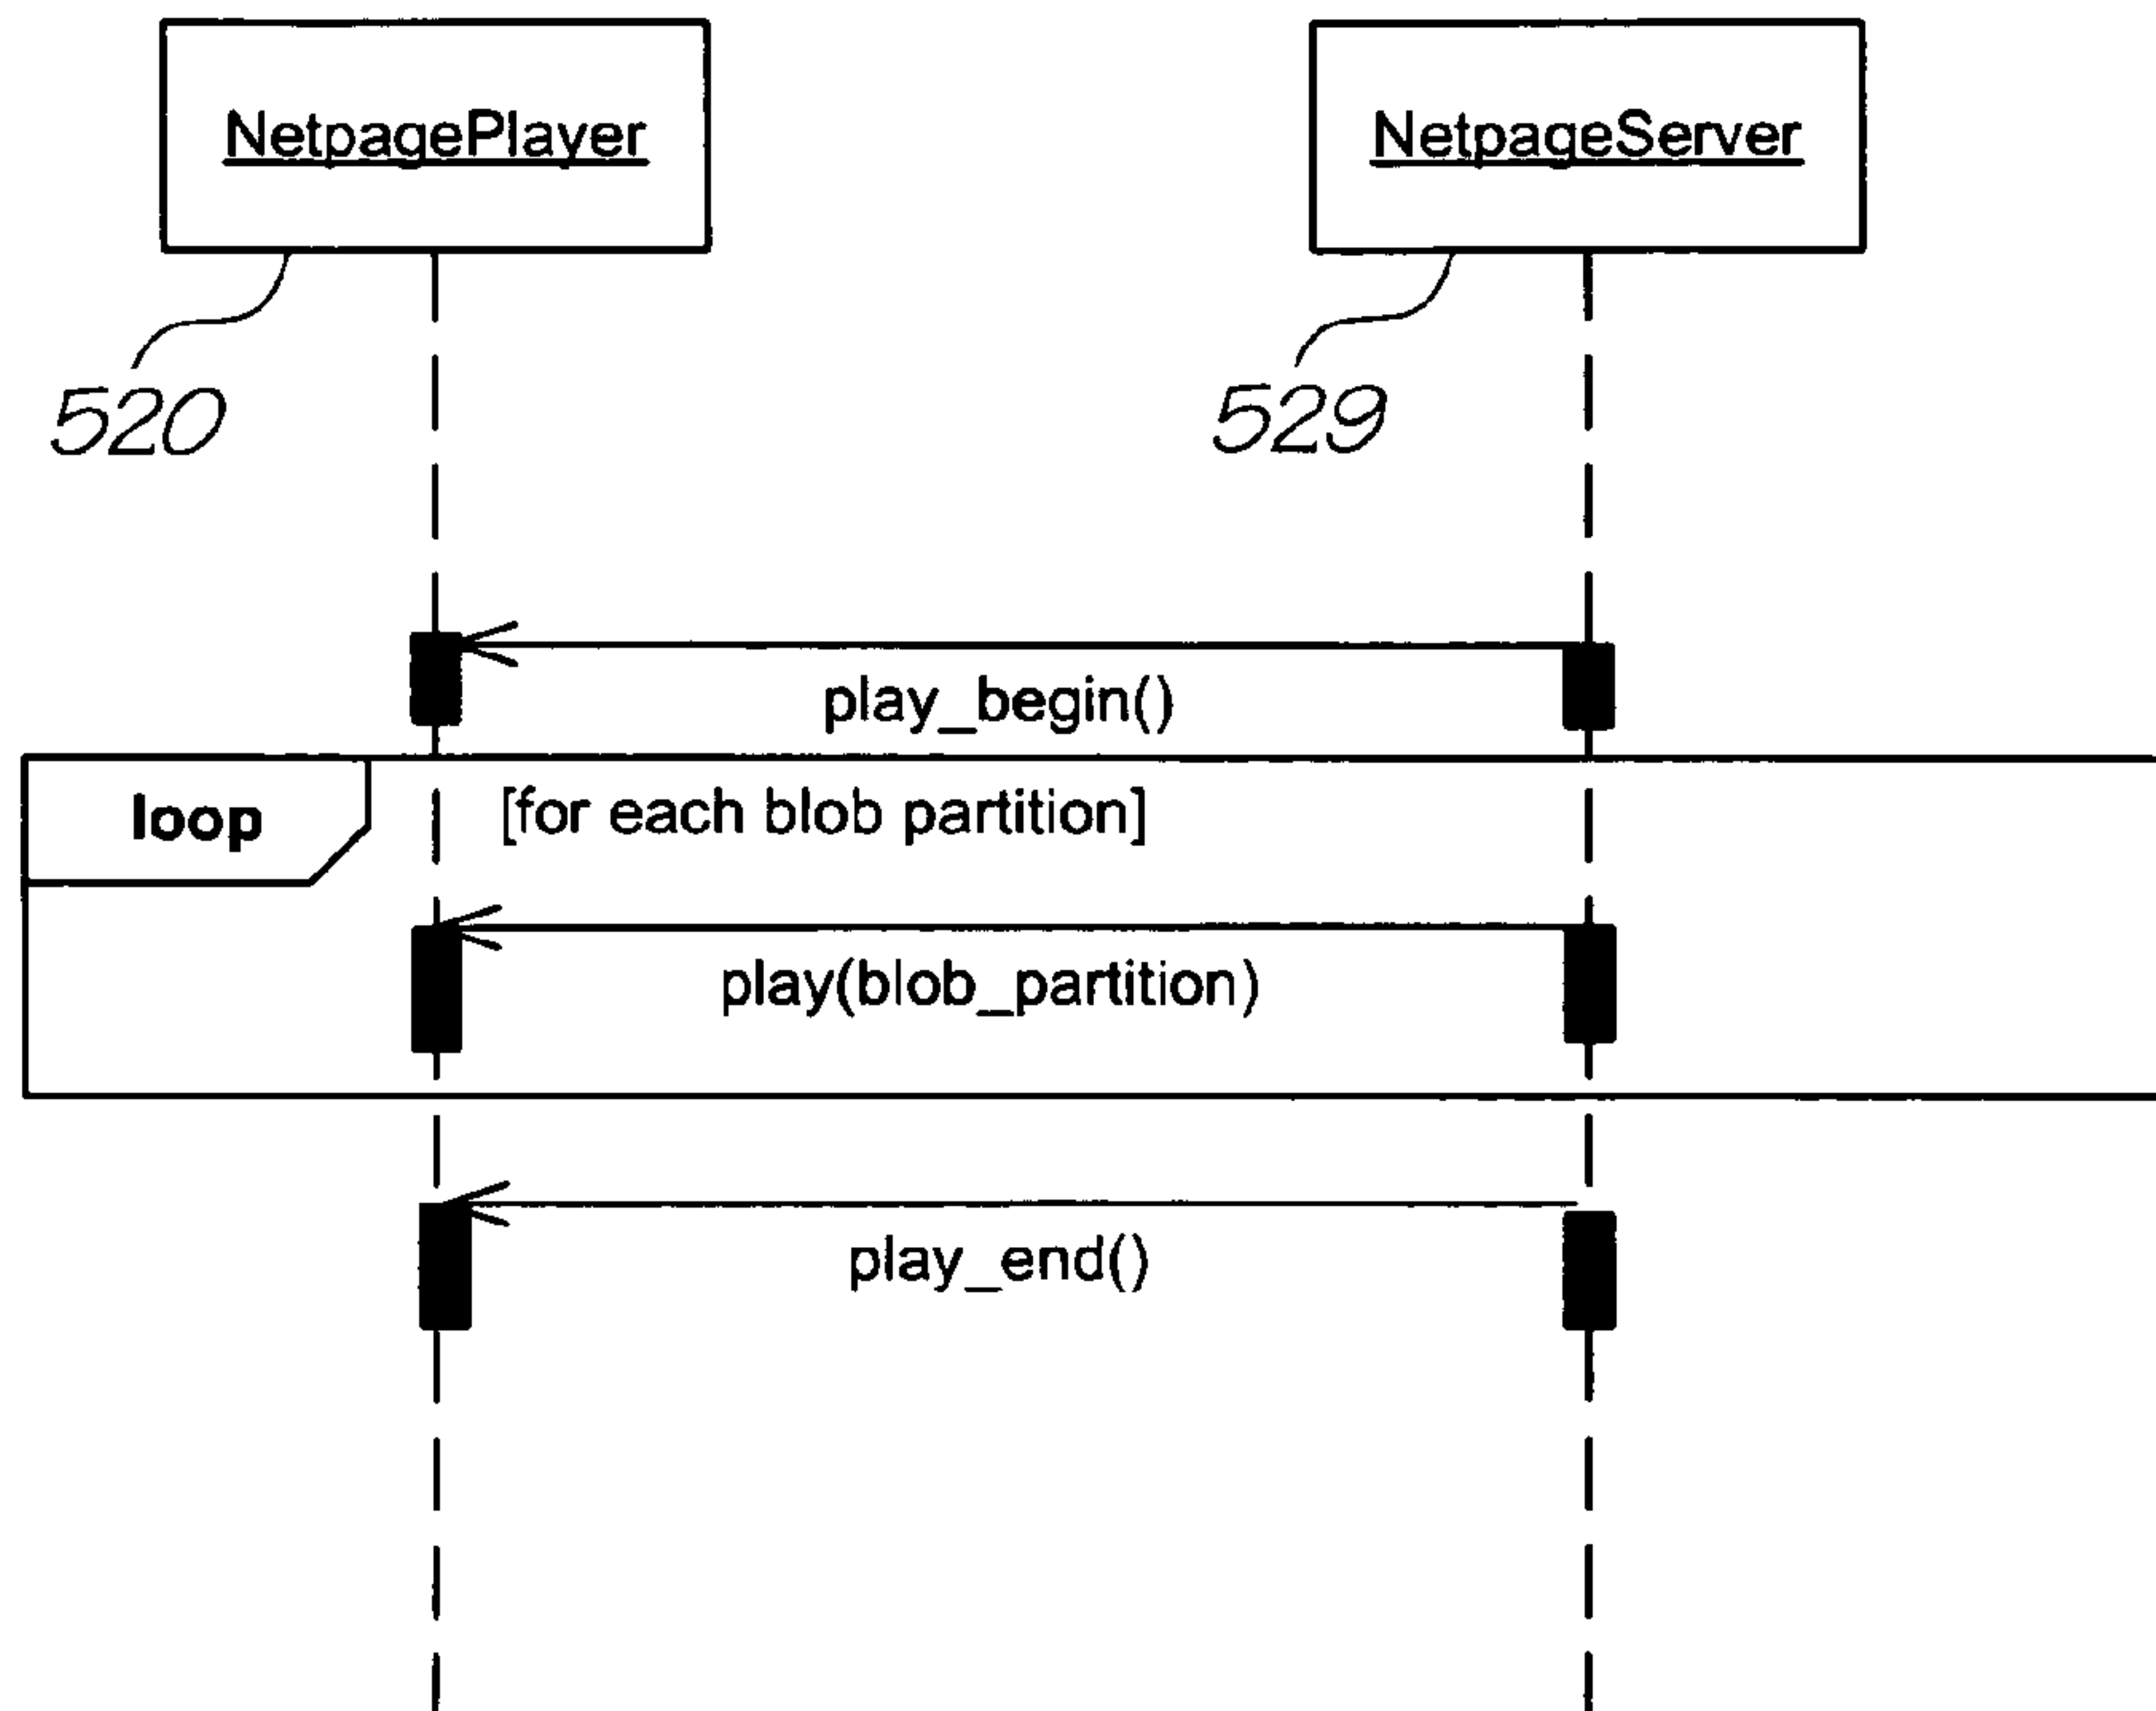 NetpagePlayer
NetpageServer
520
529
play_begin()
loop
[for each blob partition]
play(blob_partition)
play_end()